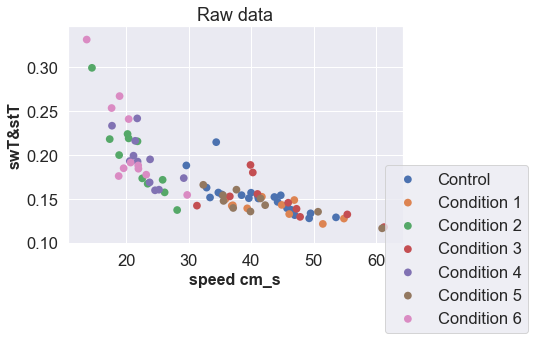 Raw data
swT&stT
0.30
0.25
0.20
0.15
0.10
20 30 40 50 60
speed cm_s
Control
Condition 1
Condition 2
Condition 3
Condition 4
Condition 5
Condition 6